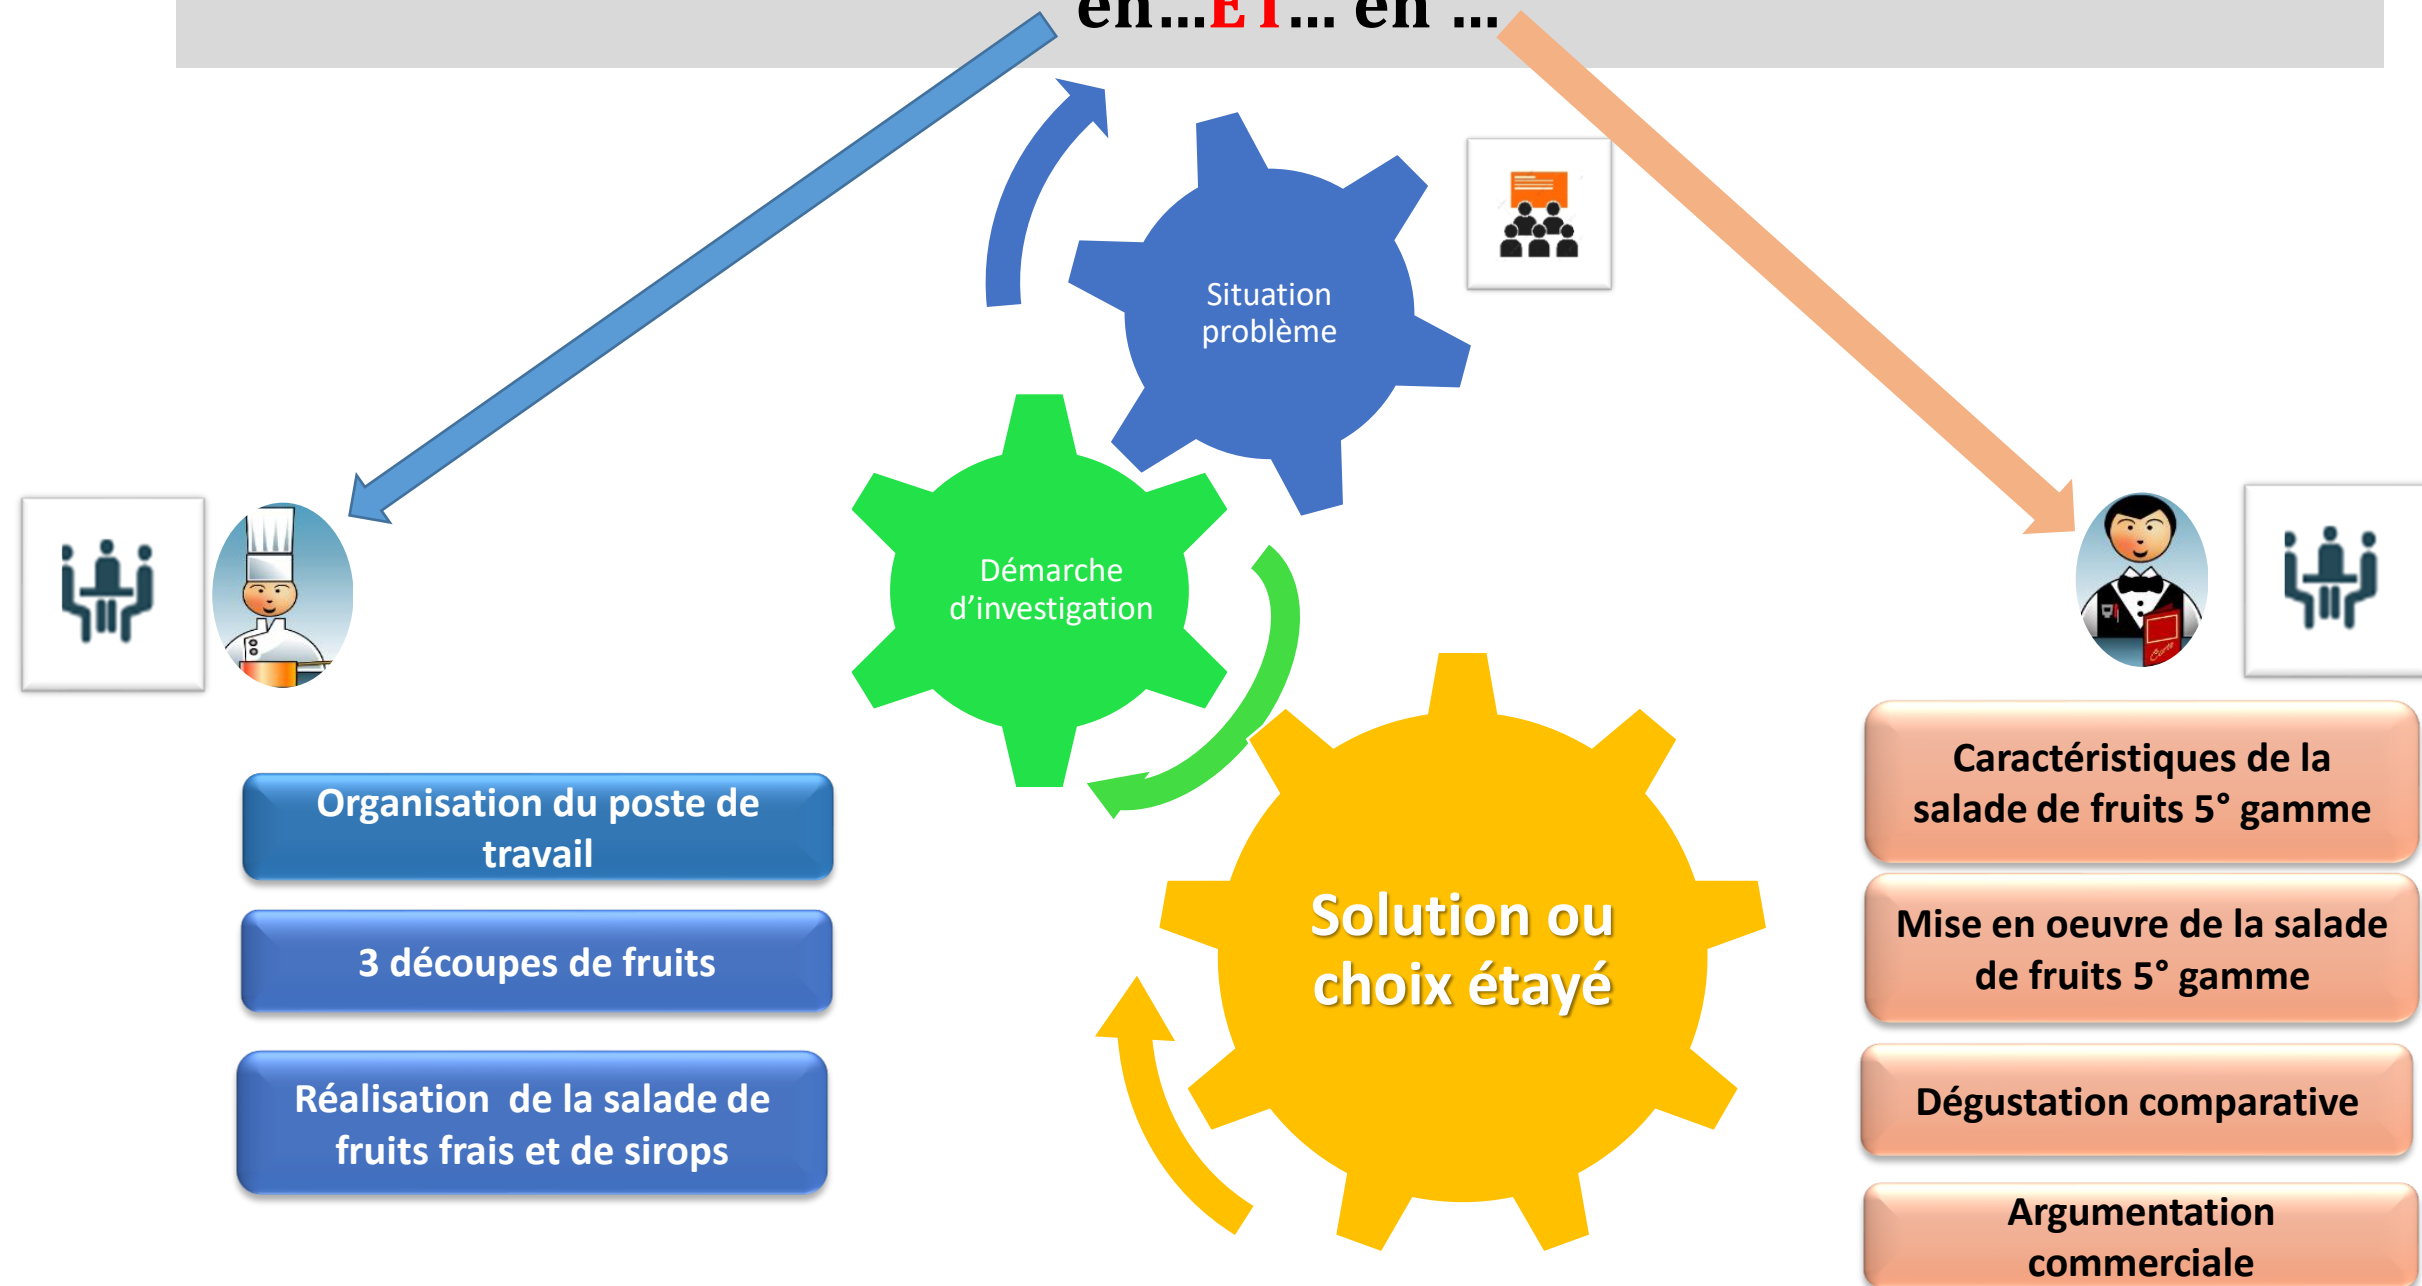 en...ET... en ...
Situation
problème
Démarche
d'investigation
Solution ou
choix étayé
Organisation du poste de
travail
3 découpes de fruits
Réalisation de la salade de
fruits frais et de sirops
Caractéristiques de la
salade de fruits 5° gamme
Mise en oeuvre de la salade
de fruits 5° gamme
Dégustation comparative
Argumentation
commerciale
Carte